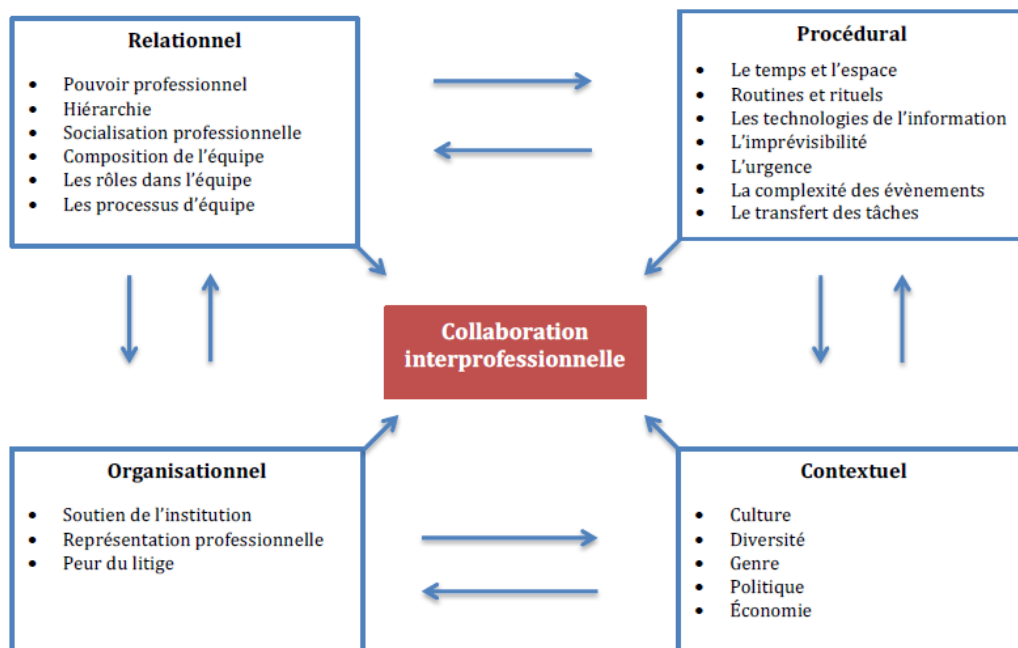 Relationnel
• Pouvoir professionnel
• Hiérarchie
• Socialisation professionnelle
• Composition de l’équipe
• Les rôles dans l’équipe
• Les processus d’équipe
Procédural
• Le temps et l’espace
• Routines et rituels
• Les technologies de l’information
• L’imprévisibilité
• L’urgence
• La complexité des évènements
• Le transfert des tâches
Collaboration
interprofessionnelle
Organisationnel
• Soutien de l’institution
• Représentation professionnelle
• Peur du litige
Contextuel
• Culture
• Diversité
• Genre
• Politique
• Économie